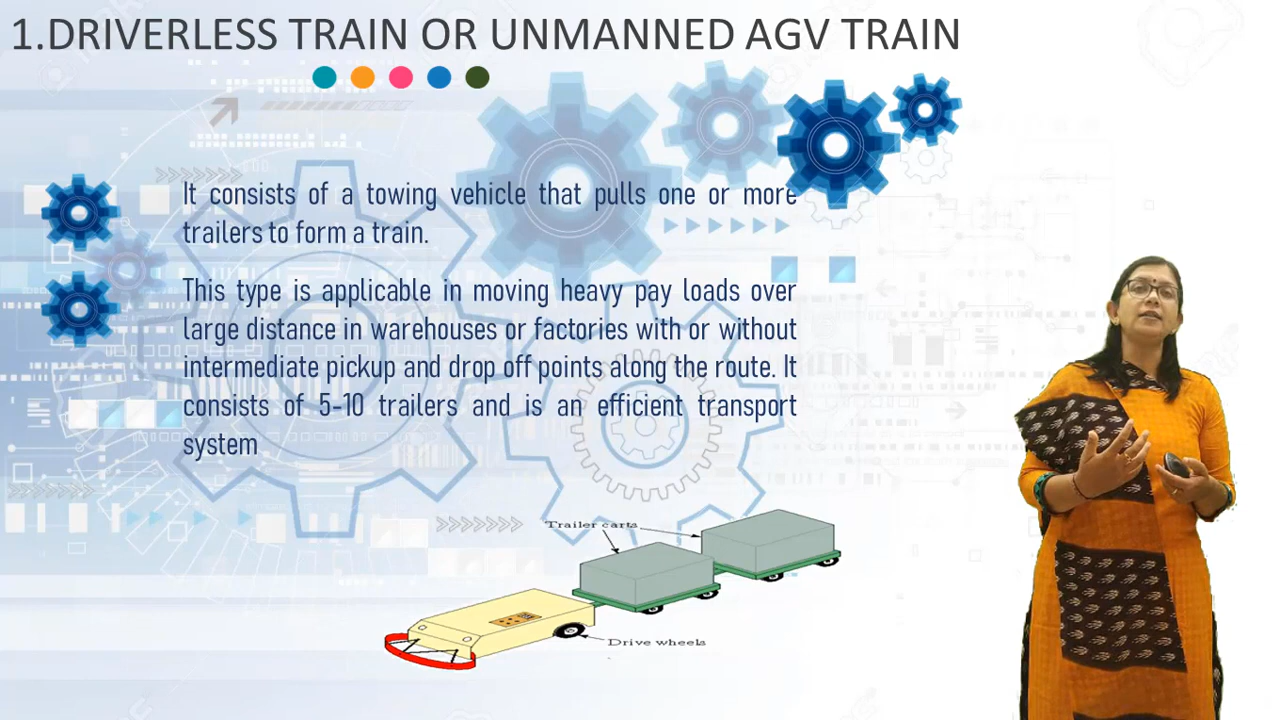 1.DRIVERLESS TRAIN OR UNMANNED AGV TRAIN
It consists of a towing vehicle that pulls one or more
trailers to form a train.
This type is applicable in moving heavy pay loads over
large distance in warehouses or factories with or without
intermediate pickup and drop off points along the route. It
consists of 5-10 trailers and is an efficient transport
system
Trailer carts
Drive wheels